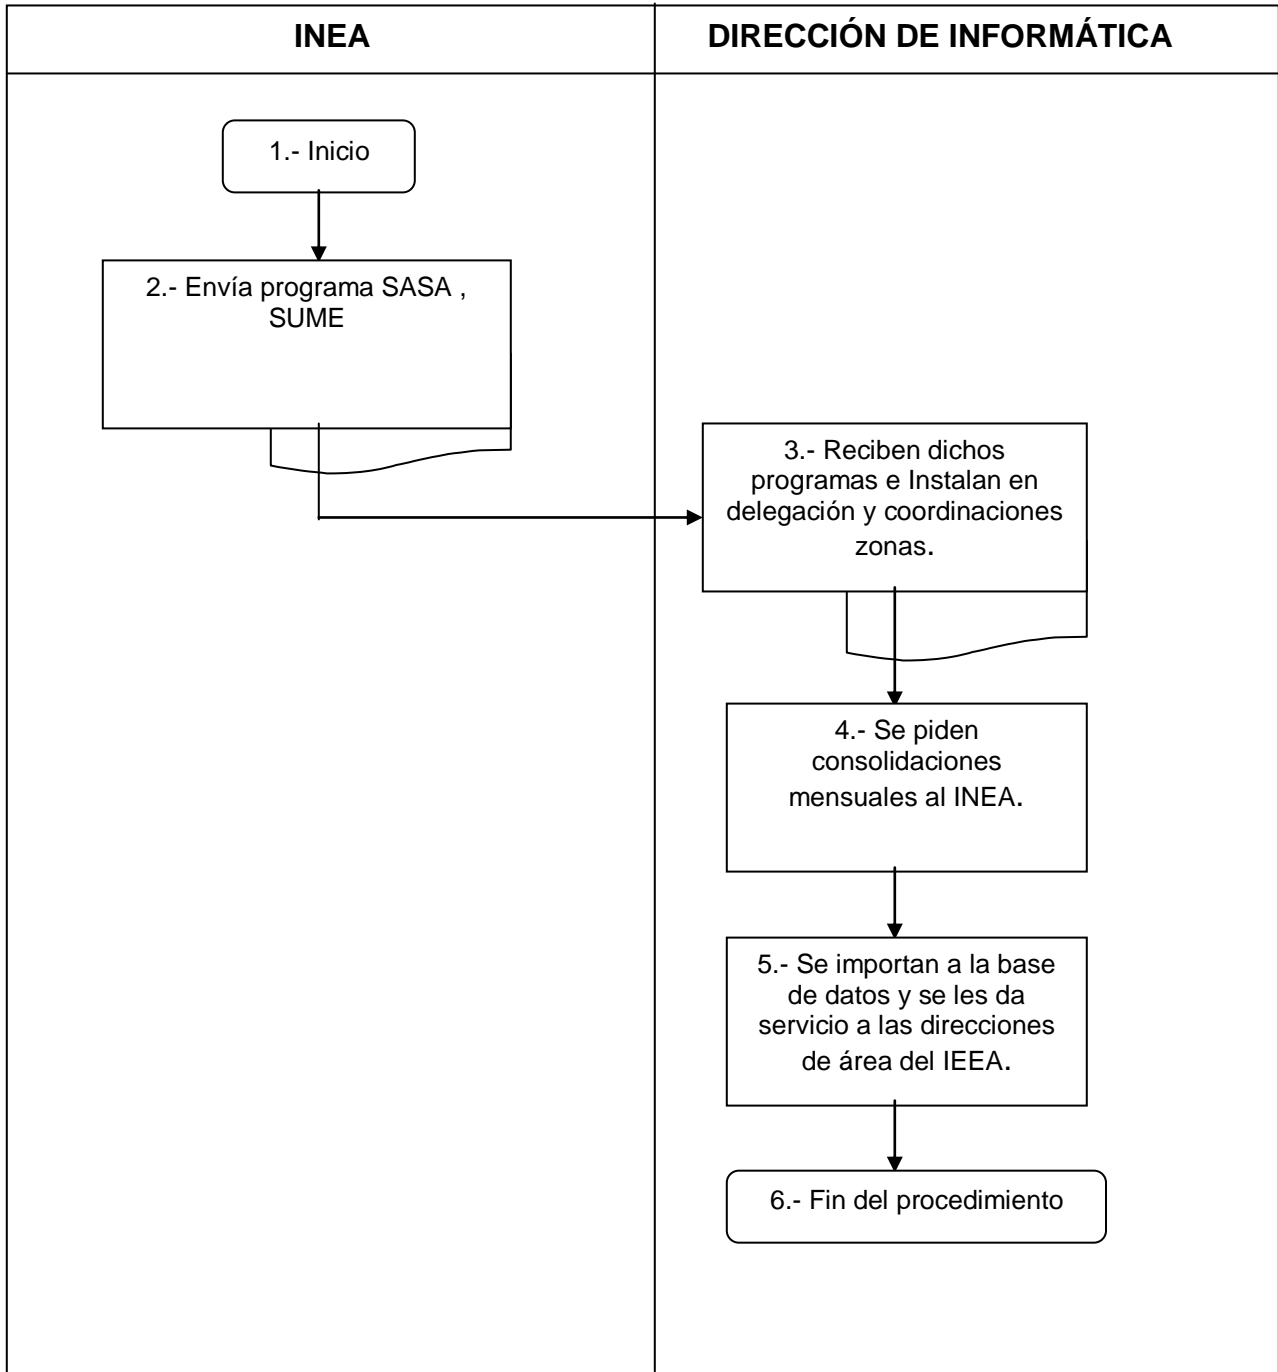 INEA
DIRECCIÓN DE INFORMÁTICA
1.- Inicio
2.- Envía programa SASA ,
SUME
3.- Reciben dichos
programas e Instalan en
delegación y coordinaciones
zonas.
4.- Se piden
consolidaciones
mensuales al INEA.
5.- Se importan a la base
de datos y se les da
servicio a las direcciones
de área del IEEA.
6.- Fin del procedimiento